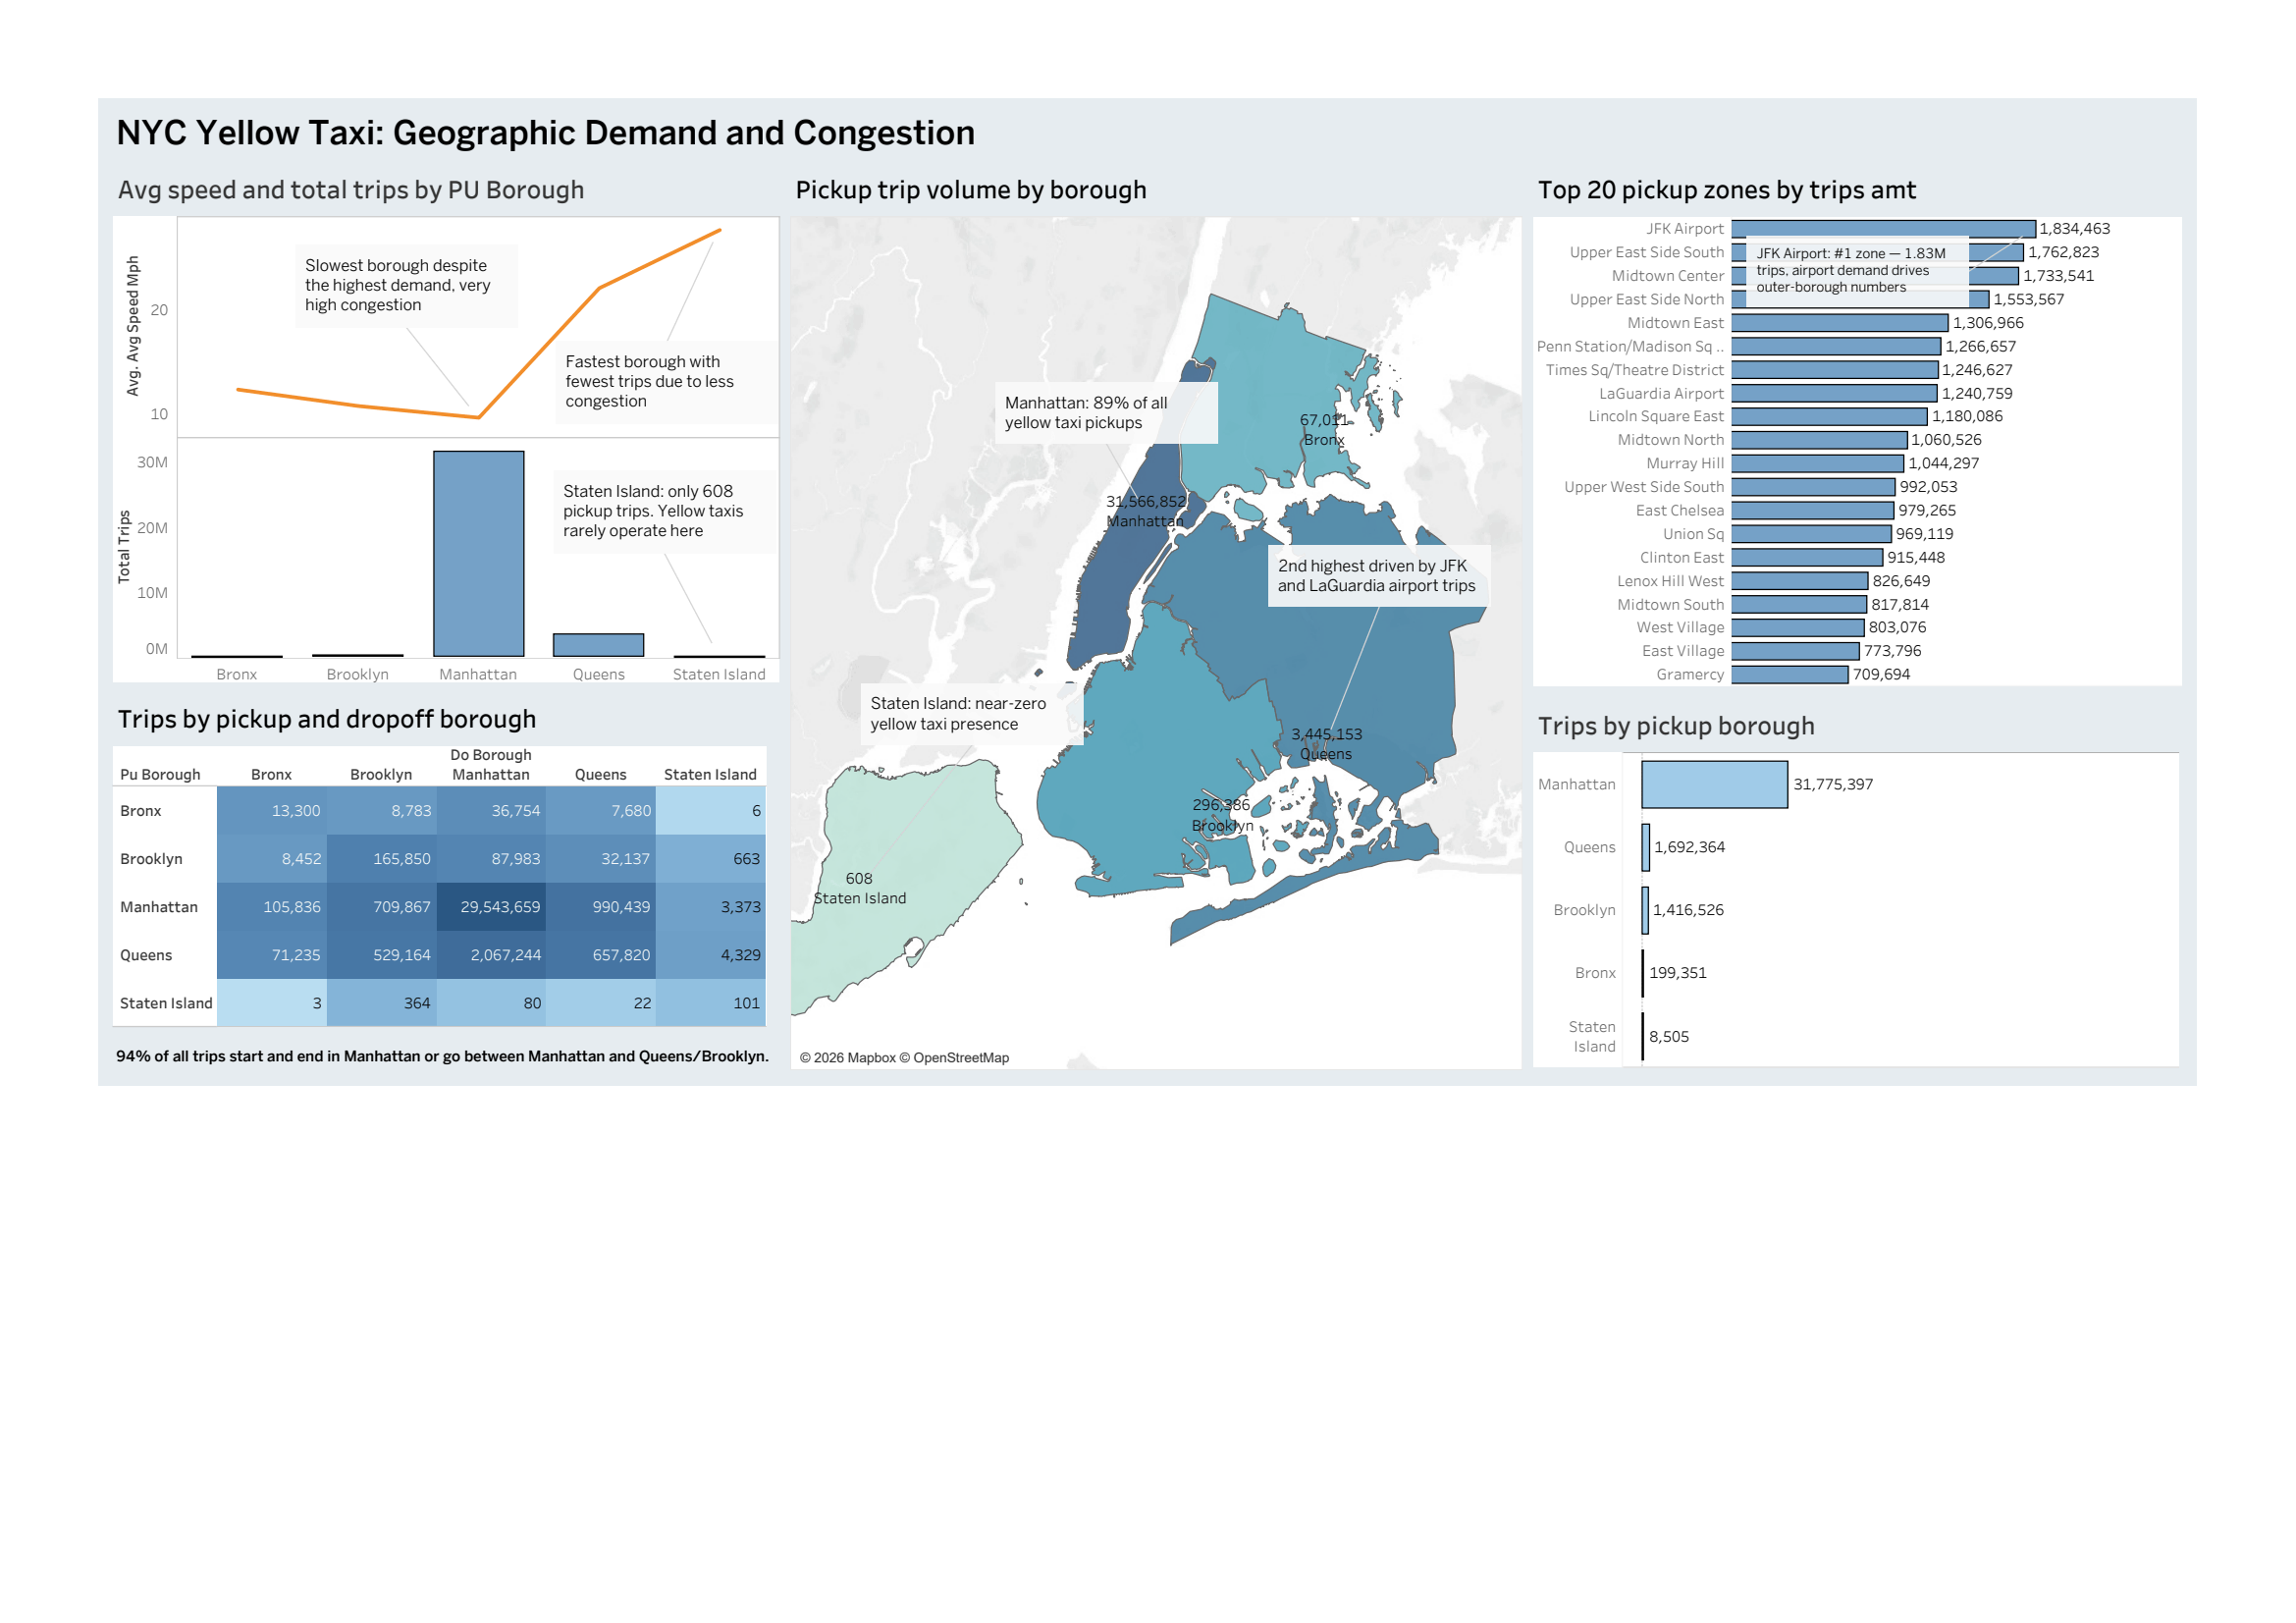 NYC Yellow Taxi: Geographic Demand and Congestion
Avg speed and total trips by PU Borough
Avg. Avg Speed Mph
20
10
Slowest borough despite
the highest demand, very
high congestion
Fastest borough with
fewest trips due to less
congestion
Total Trips
30M
20M
10M
0M
Staten Island: only 608
pickup trips. Yellow taxis
rarely operate here
Bronx Brooklyn Manhattan Queens Staten Island
Trips by pickup and dropoff borough
Do Borough
Pu Borough Bronx Brooklyn Manhattan Queens Staten Island
Bronx 13,300 8,783 36,754 7,680 6
Brooklyn 8,452 165,850 87,983 32,137 663
Manhattan 105,836 709,867 29,543,659 990,439 3,373
Queens 71,235 529,164 2,067,244 657,820 4,329
Staten Island 3 364 80 22 101
94% of all trips start and end in Manhattan or go between Manhattan and Queens/Brooklyn.
Pickup trip volume by borough
Manhattan: 89% of all
yellow taxi pickups
67,011
Bronx
31,566,852
Manhattan
2nd highest driven by JFK
and LaGuardia airport trips
Staten Island: near-zero
yellow taxi presence
3,445,153
Queens
296,386
Brooklyn
608
Staten Island
© 2026 Mapbox © OpenStreetMap
Top 20 pickup zones by trips amt
JFK Airport 1,834,463
Upper East Side South 1,762,823
Midtown Center 1,733,541
Upper East Side North 1,553,567
JFK Airport: #1 zone — 1.83M
trips, airport demand drives
outer-borough numbers
Midtown East 1,306,966
Penn Station/Madison Sq .. 1,266,657
Times Sq/Theatre District 1,246,627
LaGuardia Airport 1,240,759
Lincoln Square East 1,180,086
Midtown North 1,060,526
Murray Hill 1,044,297
Upper West Side South 992,053
East Chelsea 979,265
Union Sq 969,119
Clinton East 915,448
Lenox Hill West 826,649
Midtown South 817,814
West Village 803,076
East Village 773,796
Gramercy 709,694
Trips by pickup borough
Manhattan 31,775,397
Queens 1,692,364
Brooklyn 1,416,526
Bronx 199,351
Staten
Island 8,505